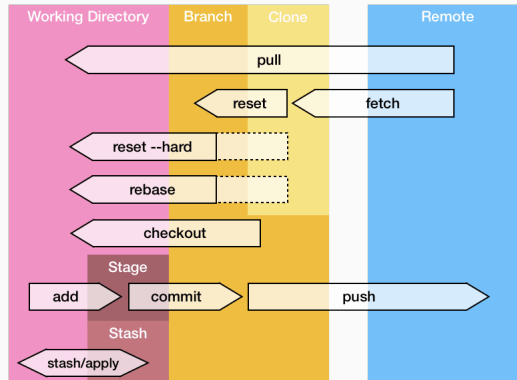 Working Directory Branch Clone Remote
pull
reset fetch
reset --hard
rebase
checkout
Stage
add commit push
Stash
stash/apply